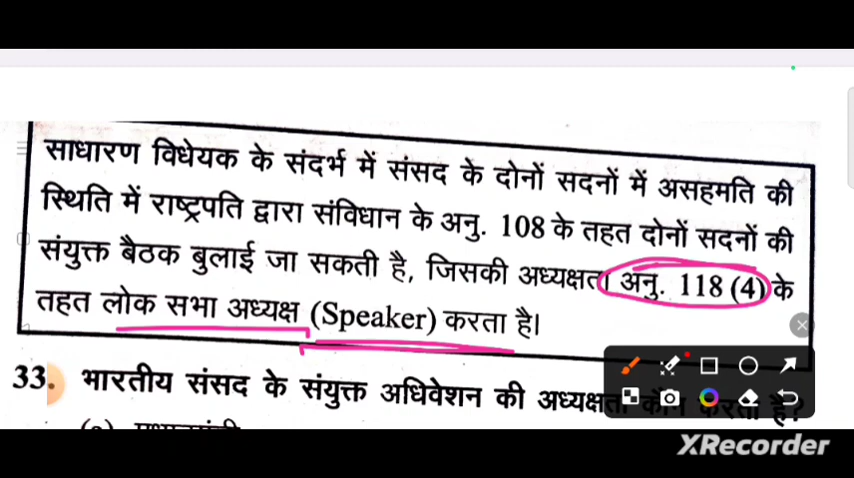 साधारण विधेयक के संदर्भ में संसद के दोनों सदनों में असहमति की
स्थिति में राष्ट्रपति द्वारा संविधान के अनु. 108 के तहत दोनों सदनों की
संयुक्त बैठक बुलाई जा सकती है, जिसकी अध्यक्षता अनु. 118 (4) के
तहत लोक सभा अध्यक्ष (Speaker) करता है।
33. भारतीय संसद के संयुक्त अधिवेशन की अध्यक्षता कौन करता है?
XRecorder